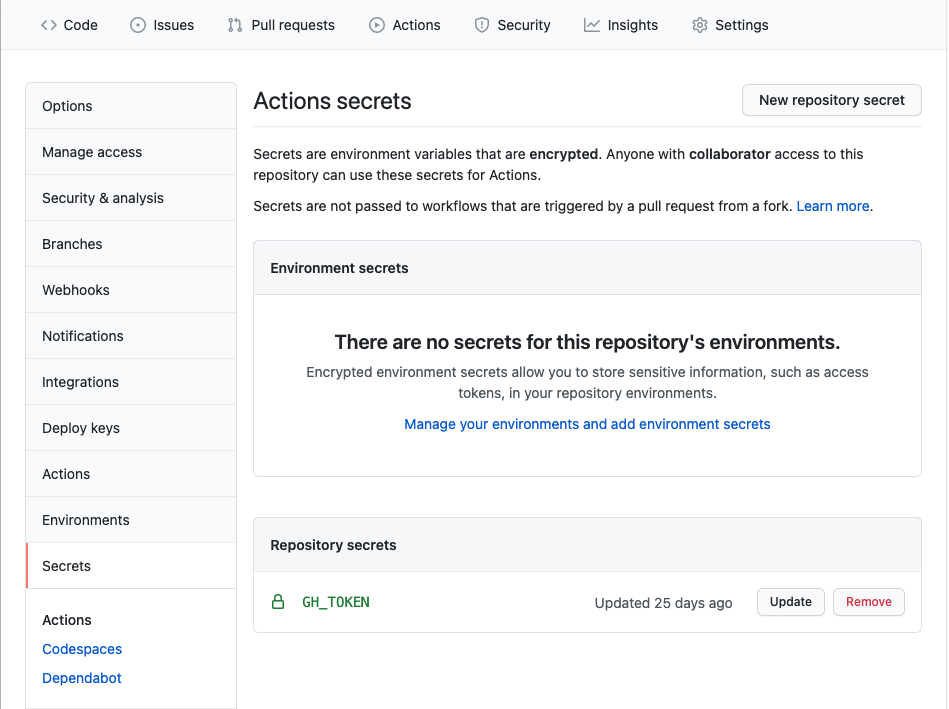 Code Issues Pull requests Actions Security Insights Settings
Options
Manage access
Security & analysis
Branches
Webhooks
Notifications
Integrations
Deploy keys
Actions
Environments
Secrets
Actions
Codespaces
Dependabot
Actions secrets
New repository secret
Secrets are environment variables that are encrypted. Anyone with collaborator access to this
repository can use these secrets for Actions.
Secrets are not passed to workflows that are triggered by a pull request from a fork. Learn more.
Environment secrets
There are no secrets for this repository's environments.
Encrypted environment secrets allow you to store sensitive information, such as access
tokens, in your repository environments.
Manage your environments and add environment secrets
Repository secrets
GH_TOKEN Updated 25 days ago Update Remove